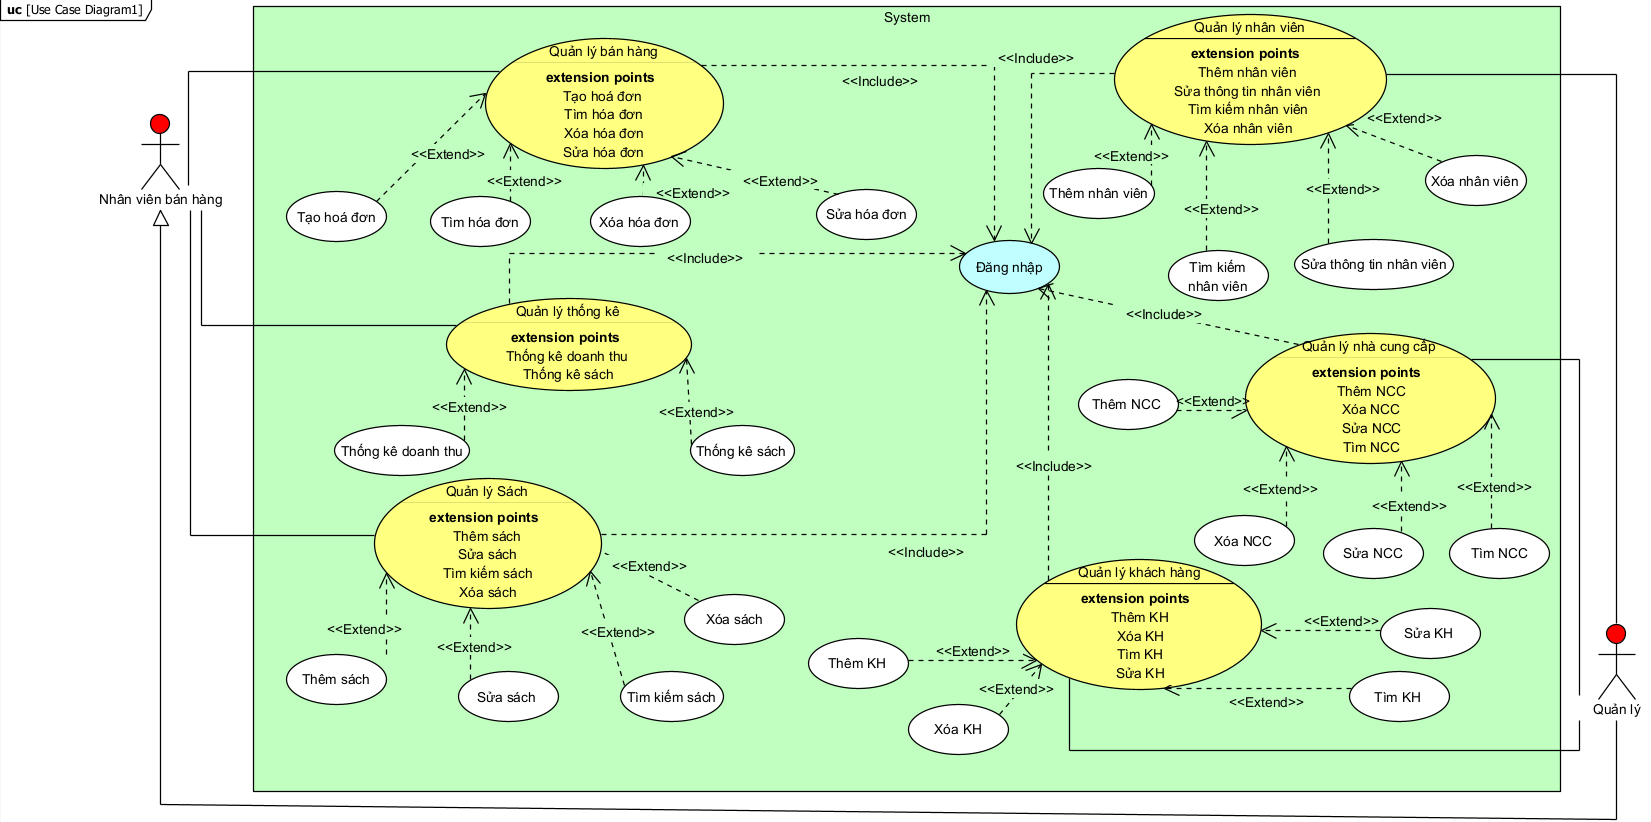 uc [Use Case Diagram1]
System
Quản lý bán hàng
extension points
Tạo hoá đơn
Tìm hóa đơn
Xóa hóa đơn
Sửa hóa đơn
<<Include>>
<<Include>>
Quản lý nhân viên
extension points
Thêm nhân viên
Sửa thông tin nhân viên
Tìm kiếm nhân viên
Xóa nhân viên
<<Extend>>
<<Extend>>
<<Extend>>
<<Extend>>
Nhân viên bán hàng
Tạo hoá đơn
Tìm hóa đơn
Xóa hóa đơn
Sửa hóa đơn
<<Extend>>
<<Extend>>
<<Extend>>
<<Extend>>
Thêm nhân viên
Xóa nhân viên
Tìm kiếm
nhân viên
Sửa thông tin nhân viên
<<Include>>
Đăng nhập
Quản lý thống kê
extension points
Thống kê doanh thu
Thống kê sách
<<Extend>>
<<Extend>>
Thống kê doanh thu
Thống kê sách
<<Include>>
Quản lý nhà cung cấp
extension points
Thêm NCC
Xóa NCC
Sửa NCC
Tìm NCC
Thêm NCC
<<Extend>>
<<Extend>>
<<Extend>>
<<Extend>>
Xóa NCC
Sửa NCC
Tìm NCC
<<Include>>
Quản lý Sách
extension points
Thêm sách
Sửa sách
Tìm kiếm sách
Xóa sách
<<Include>>
<<Extend>>
<<Extend>>
<<Extend>>
<<Extend>>
Xóa sách
Thêm sách
Sửa sách
Tìm kiếm sách
Quản lý khách hàng
extension points
Thêm KH
Xóa KH
Tìm KH
Sửa KH
<<Extend>>
Sửa KH
Thêm KH
<<Extend>>
<<Extend>>
<<Extend>>
Tìm KH
Xóa KH
Quản lý